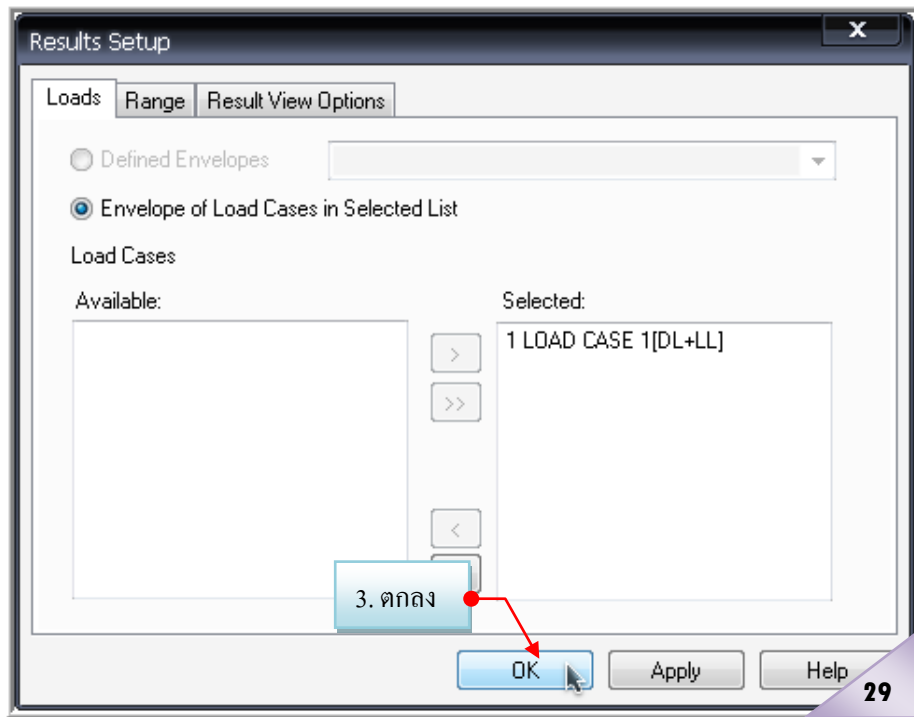 Results Setup
x
Loads
Range
Result View Options
Defined Envelopes
Envelope of Load Cases in Selected List
Load Cases
Available:
Selected:
1 LOAD CASE 1[DL+LL]
>
>>
<
3. ตกลง
OK
Apply
Help
29